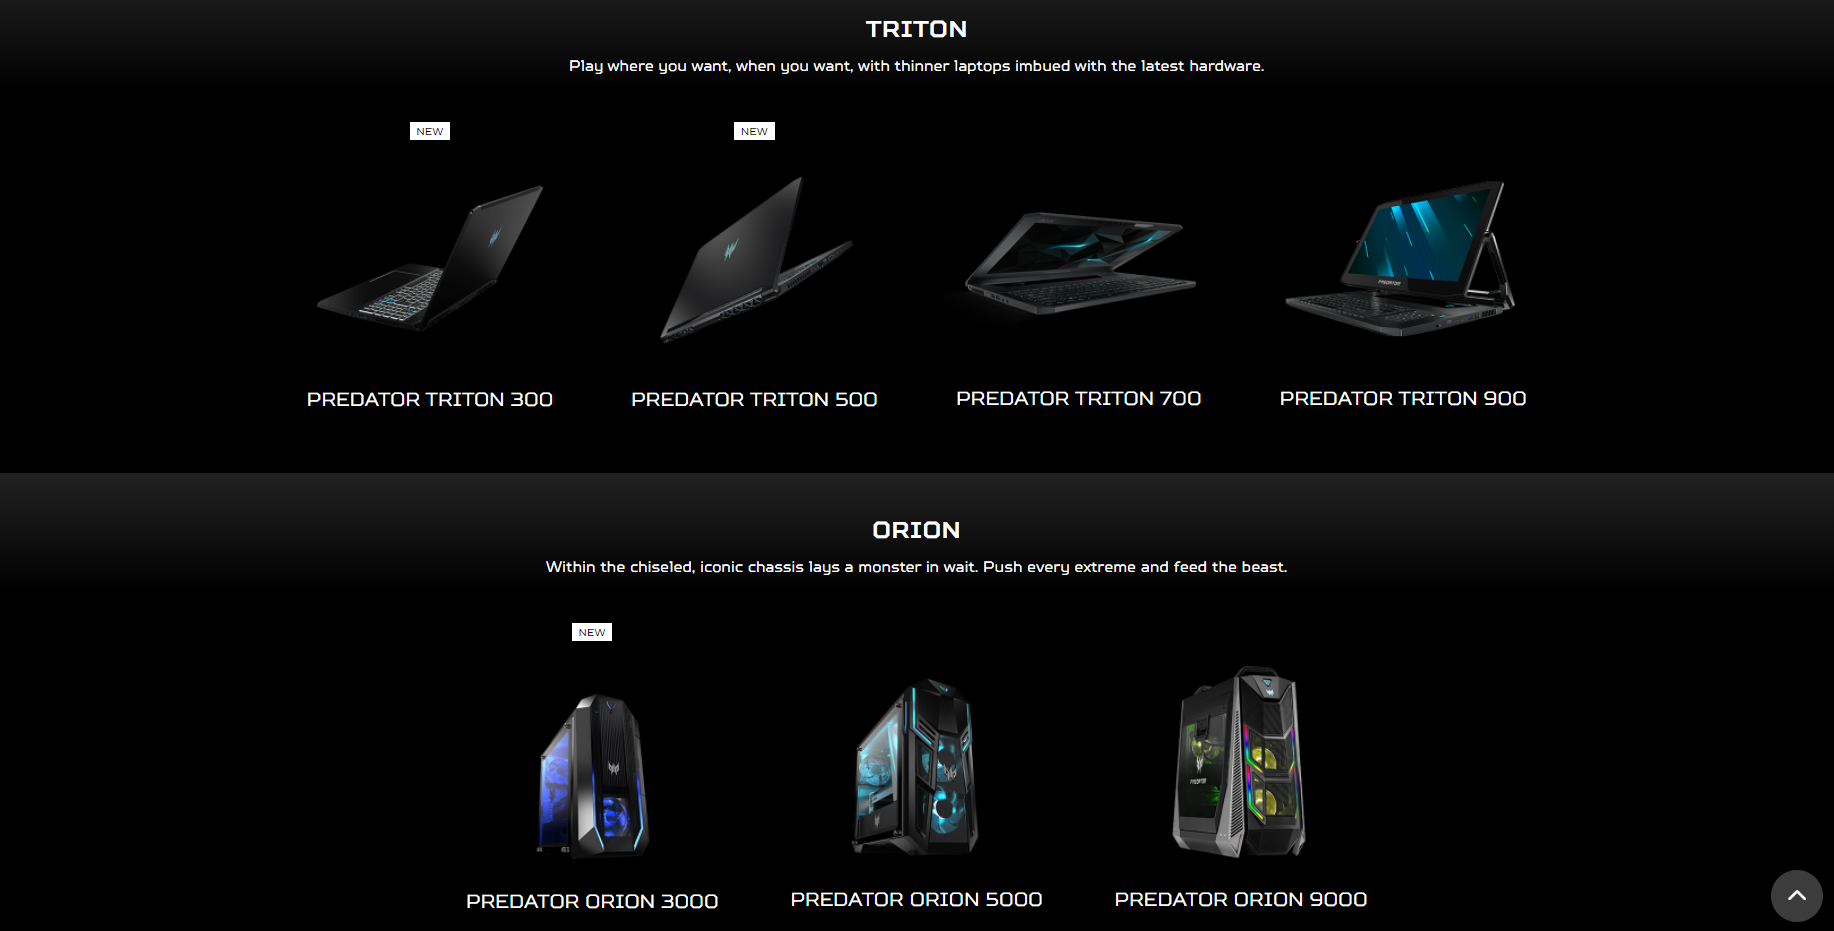 TRITON
Play where you want, when you want, with thinner laptops imbued with the latest hardware.
NEW
NEW
PREDATOR
PREDATOR TRITON 300
PREDATOR TRITON 500
PREDATOR TRITON 700
PREDATOR TRITON 900
ORION
Within the chiseled, iconic chassis lays a monster in wait. Push every extreme and feed the beast.
NEW
PREDATOR
PREDATOR ORION 3000
PREDATOR ORION 5000
PREDATOR ORION 9000